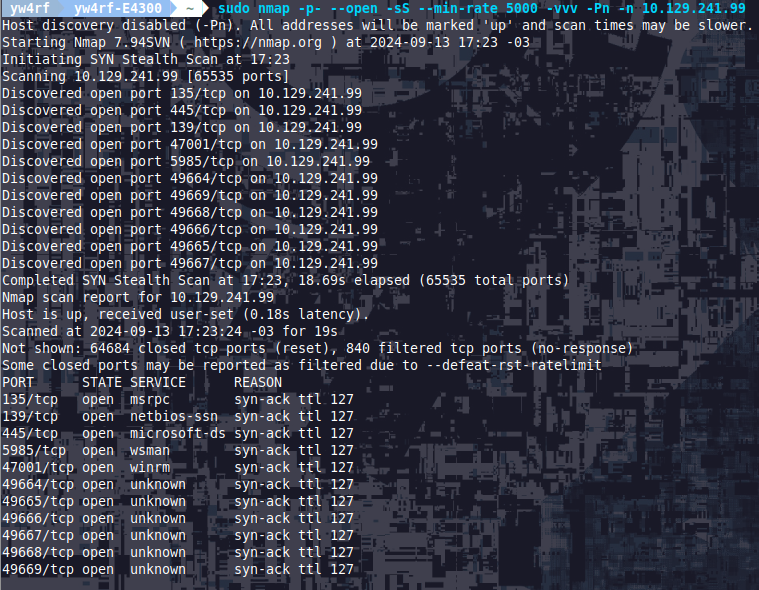 yw4rf yw4rf-E4300 ~ sudo nmap -p- --open -sS --min-rate 5000 -vvv -Pn -n 10.129.241.99
Host discovery disabled (-Pn). All addresses will be marked 'up' and scan times may be slower.
Starting Nmap 7.94SVN ( https://nmap.org ) at 2024-09-13 17:23 -03
Initiating SYN Stealth Scan at 17:23
Scanning 10.129.241.99 [65535 ports]
Discovered open port 135/tcp on 10.129.241.99
Discovered open port 445/tcp on 10.129.241.99
Discovered open port 139/tcp on 10.129.241.99
Discovered open port 47001/tcp on 10.129.241.99
Discovered open port 5985/tcp on 10.129.241.99
Discovered open port 49664/tcp on 10.129.241.99
Discovered open port 49669/tcp on 10.129.241.99
Discovered open port 49668/tcp on 10.129.241.99
Discovered open port 49666/tcp on 10.129.241.99
Discovered open port 49665/tcp on 10.129.241.99
Discovered open port 49667/tcp on 10.129.241.99
Completed SYN Stealth Scan at 17:23, 18.69s elapsed (65535 total ports)
Nmap scan report for 10.129.241.99
Host is up, received user-set (0.18s latency).
Scanned at 2024-09-13 17:23:24 -03 for 19s
Not shown: 64684 closed tcp ports (reset), 840 filtered tcp ports (no-response)
Some closed ports may be reported as filtered due to --defeat-rst-ratelimit
PORT STATE SERVICE REASON
135/tcp open msrpc syn-ack ttl 127
139/tcp open netbios-ssn syn-ack ttl 127
445/tcp open microsoft-ds syn-ack ttl 127
5985/tcp open wsman syn-ack ttl 127
47001/tcp open winrm syn-ack ttl 127
49664/tcp open unknown syn-ack ttl 127
49665/tcp open unknown syn-ack ttl 127
49666/tcp open unknown syn-ack ttl 127
49667/tcp open unknown syn-ack ttl 127
49668/tcp open unknown syn-ack ttl 127
49669/tcp open unknown syn-ack ttl 127